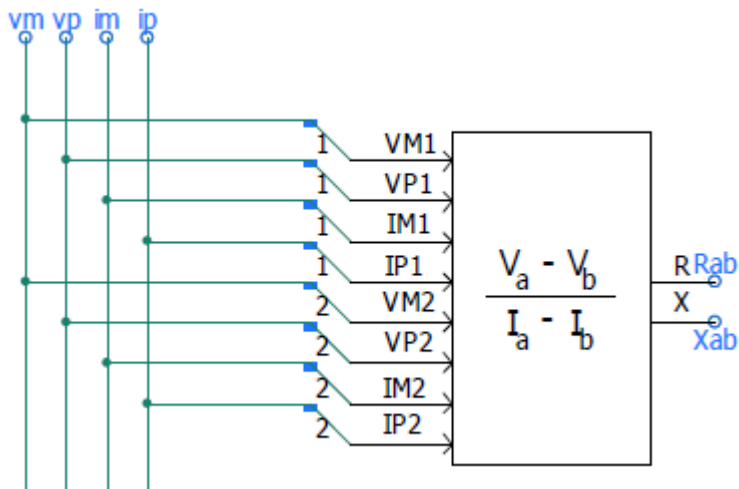 vm vp im ip
1 VM1
1 VP1
1 IM1
1 IP1
2 VM2
2 VP2
2 IM2
2 IP2
Va - Vb
Ia - Ib
R Rab
X
Xab